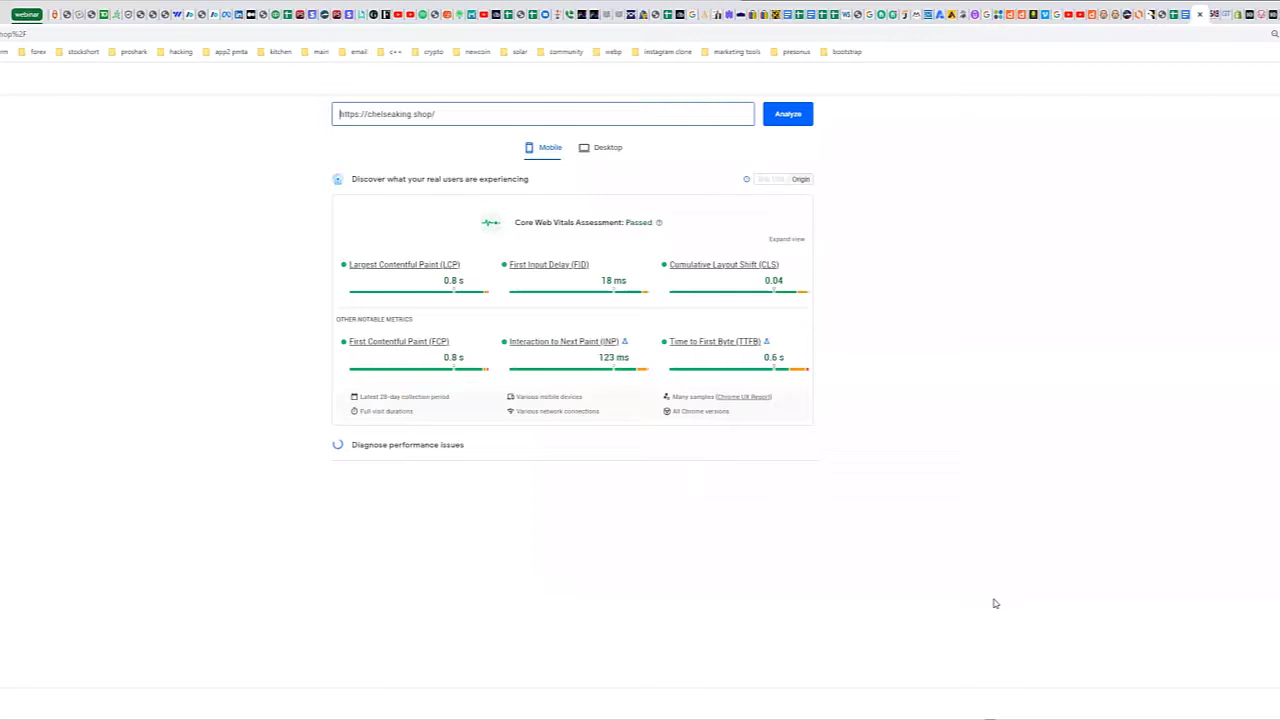 webinar
hop%2F
rm forex stockshort proshark hacking app2 pmta kitchen main email c++ crypto newcoin solar community webp instagram clone marketing tools presonus bootstrap
https://chelseaking.shop/
Analyze
Mobile Desktop
Discover what your real users are experiencing
Origin
Core Web Vitals Assessment: Passed
Expand view
Largest Contentful Paint (LCP) First Input Delay (FID) Cumulative Layout Shift (CLS)
0.8 s 18 ms 0.04
OTHER NOTABLE METRICS
First Contentful Paint (FCP) Interaction to Next Paint (INP) Time to First Byte (TTFB)
0.8 s 123 ms 0.6 s
Latest 28-day collection period Various mobile devices Many samples (Chrome UX Report)
Full visit durations Various network connections All Chrome versions
Diagnose performance issues